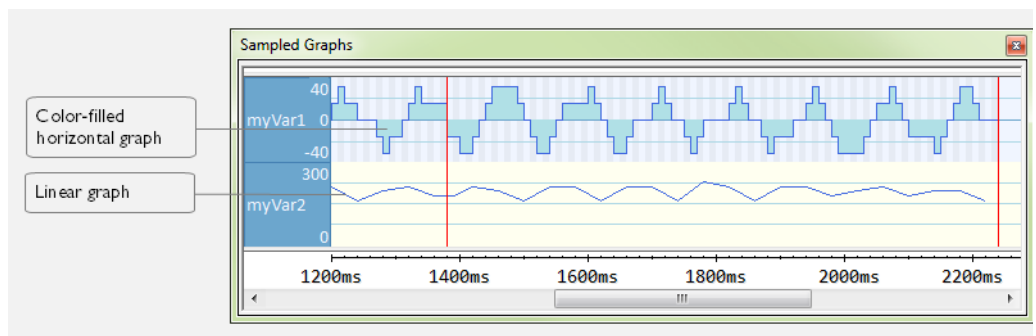 Sampled Graphs
Color-filled
horizontal graph
Linear graph
40
myVar1 0
-40
300
myVar2
0
1200ms 1400ms 1600ms 1800ms 2000ms 2200ms